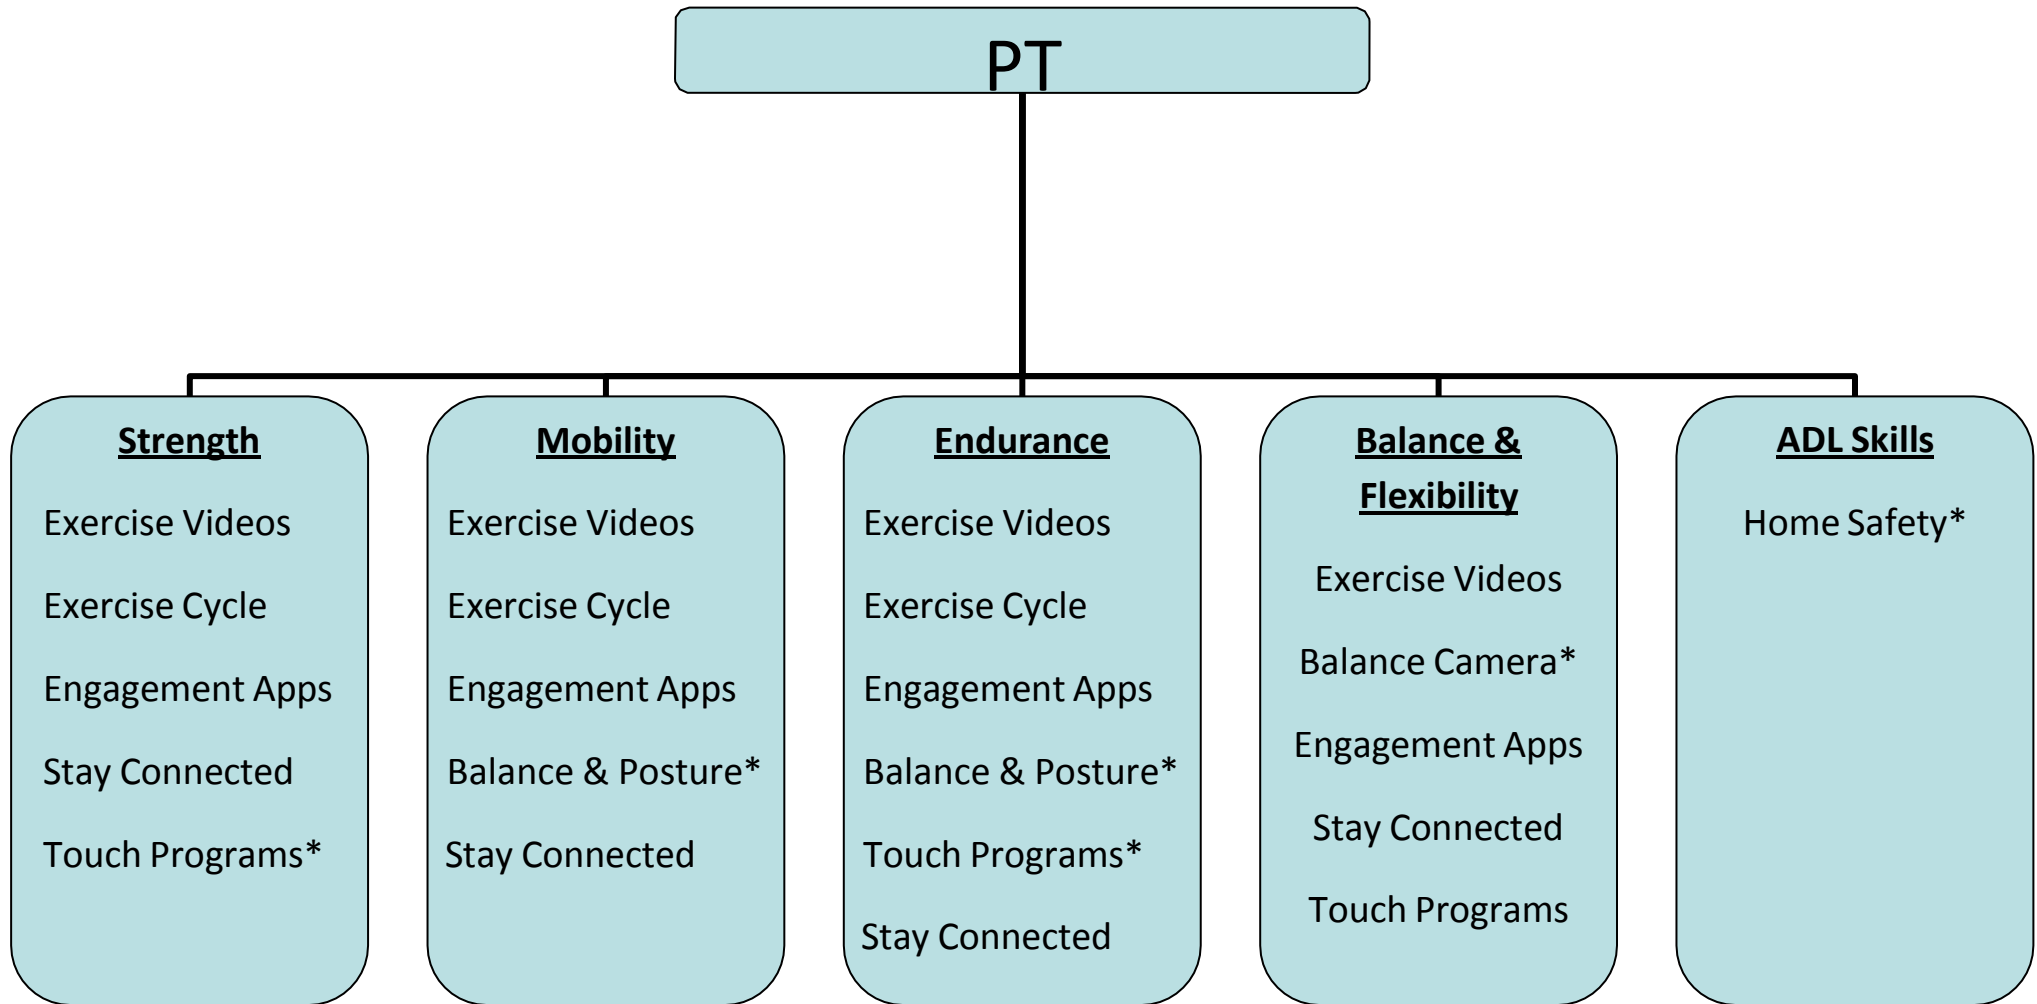 PT
Strength
Exercise Videos
Exercise Cycle
Engagement Apps
Stay Connected
Touch Programs*
Mobility
Exercise Videos
Exercise Cycle
Engagement Apps
Balance & Posture*
Stay Connected
Endurance
Exercise Videos
Exercise Cycle
Engagement Apps
Balance & Posture*
Touch Programs*
Stay Connected
Balance &
Flexibility
Exercise Videos
Balance Camera*
Engagement Apps
Stay Connected
Touch Programs
ADL Skills
Home Safety*